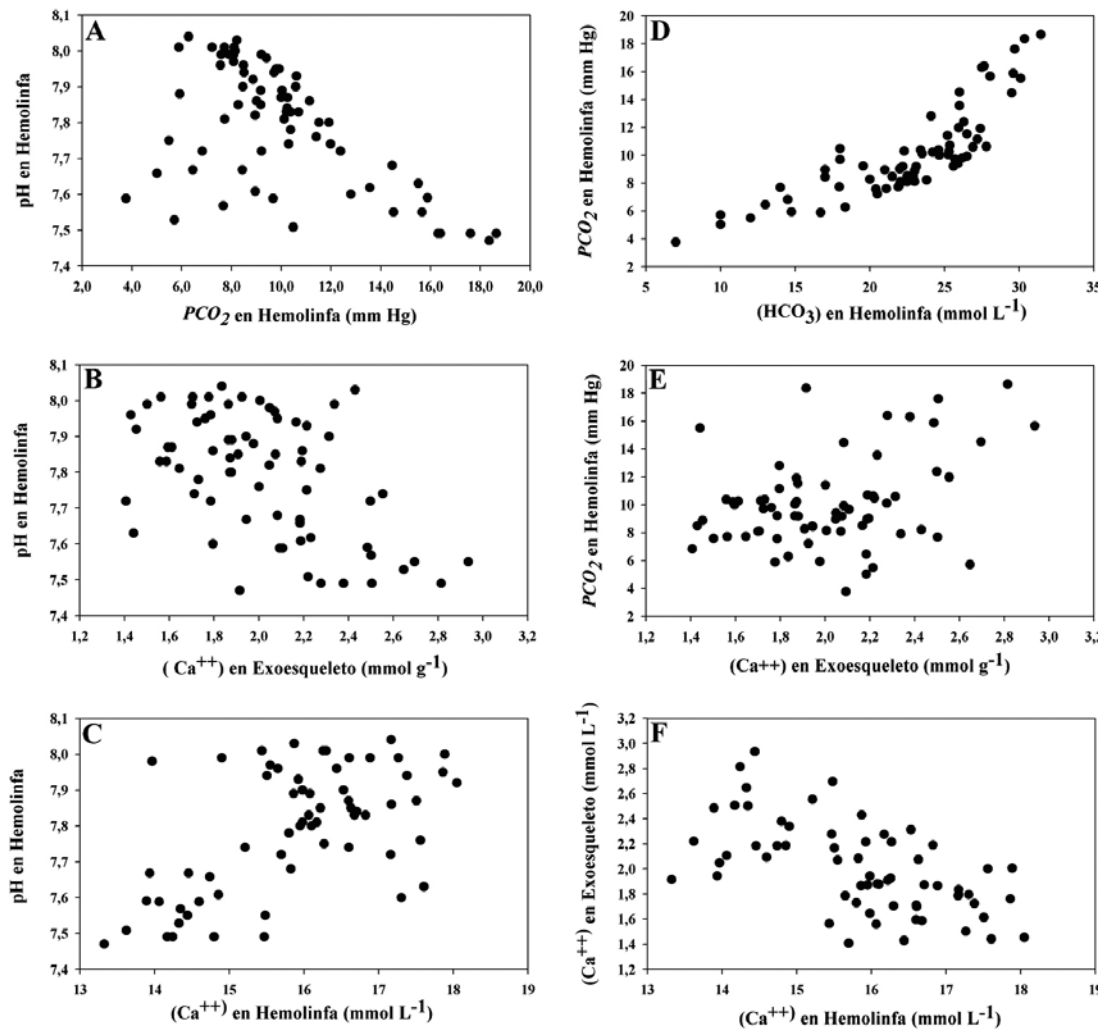 A
8,1
8,0
7,9
7,8
7,7
7,6
7,5
7,4
pH en Hemolinfa
2,0 4,0 6,0 8,0 10,0 12,0 14,0 16,0 18,0 20,0
PCO2 en Hemolinfa (mm Hg)
D
20
18
16
14
12
10
8
6
4
2
PCO2 en Hemolinfa (mm Hg)
5 10 15 20 25 30 35
(HCO3) en Hemolinfa (mmol L-1)
B
8,1
8,0
7,9
7,8
7,7
7,6
7,5
7,4
pH en Hemolinfa
1,2 1,4 1,6 1,8 2,0 2,2 2,4 2,6 2,8 3,0 3,2
( Ca++) en Exoesqueleto (mmol g-1)
E
20
18
16
14
12
10
8
6
4
2
PCO2 en Hemolinfa (mm Hg)
1,2 1,4 1,6 1,8 2,0 2,2 2,4 2,6 2,8 3,0 3,2
(Ca++) en Exoesqueleto (mmol g-1)
C
8,1
8,0
7,9
7,8
7,7
7,6
7,5
7,4
pH en Hemolinfa
13 14 15 16 17 18 19
(Ca++) en Hemolinfa (mmol L-1)
F
3,2
3,0
2,8
2,6
2,4
2,2
2,0
1,8
1,6
1,4
1,2
(Ca++) en Exoesqueleto (mmol L-1)
13 14 15 16 17 18 19
(Ca++) en Hemolinfa (mmol L-1)